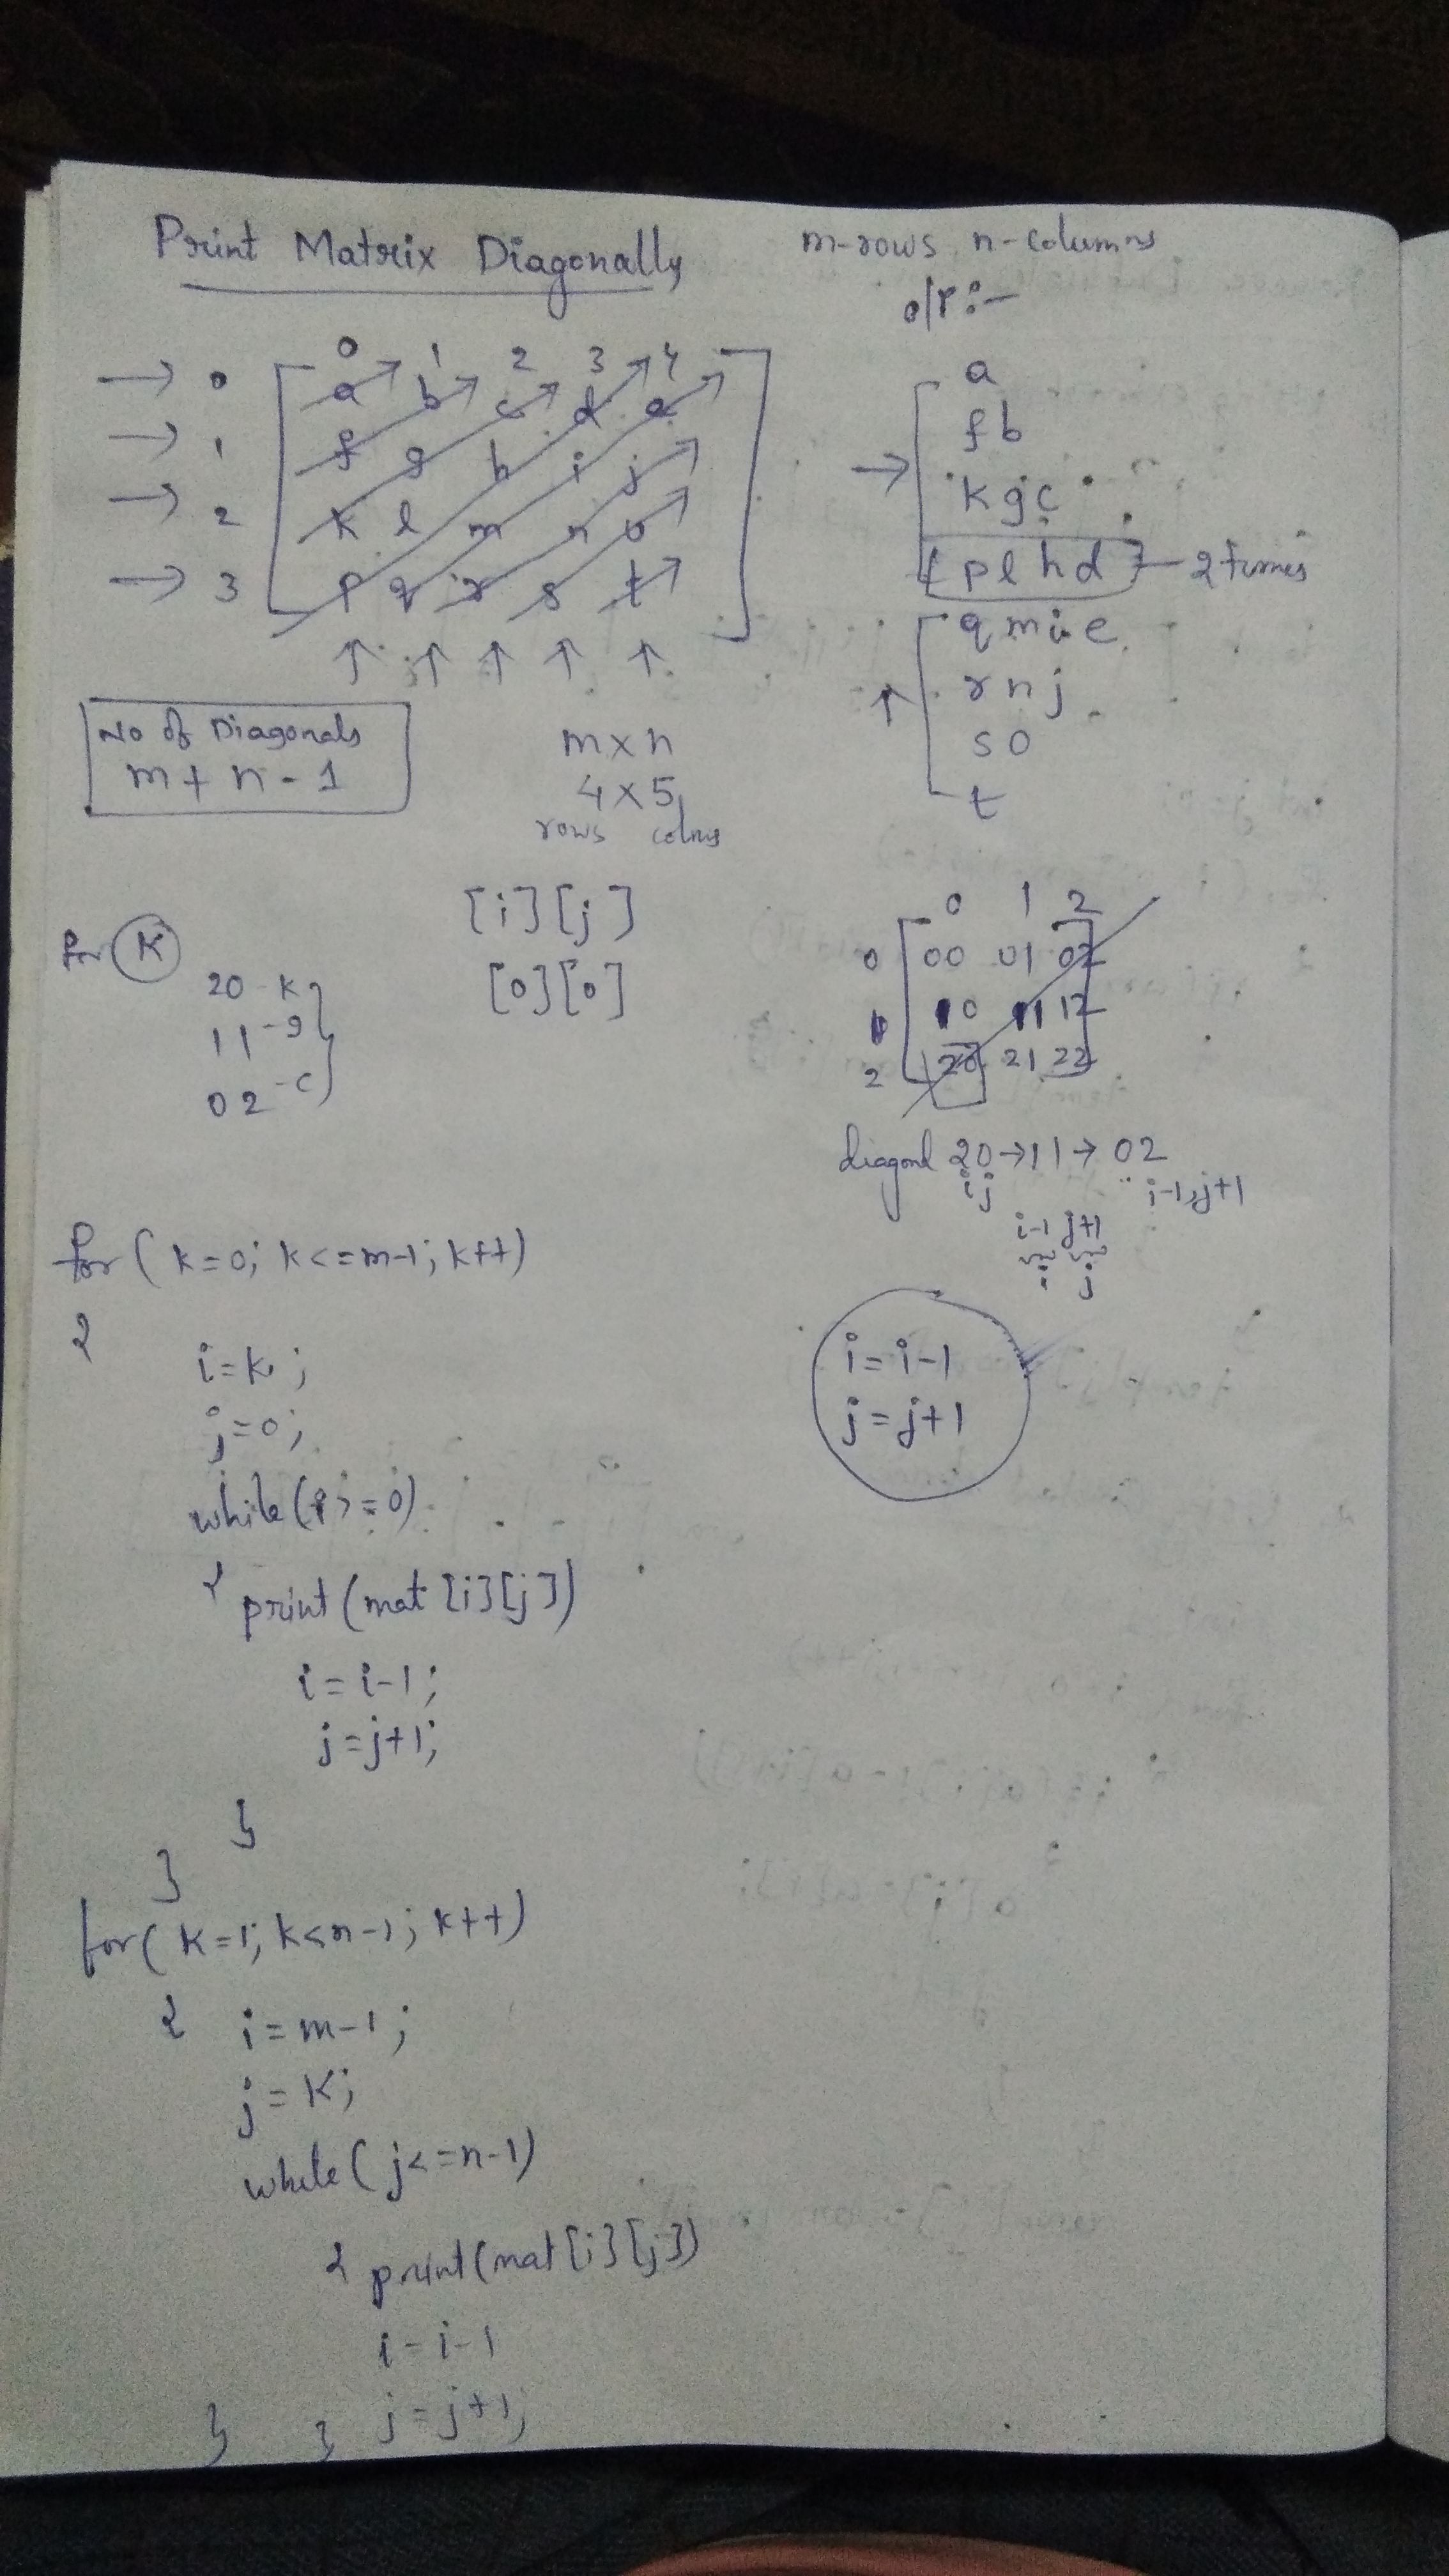 Print Matrix Diagonally
m-rows, n-columns
o/p:-
0 1 2 3 4
→ 0 a b c d e
→ 1 f g h i j
→ 2 k l m n o
→ 3 p q r s t
↑ ↑ ↑ ↑ ↑
a
f b
→ k g c
p l h d - 2 times
q m i e
↑ r n j
s o
t
No of Diagonals
m + n - 1
m x n
4 x 5
rows colms
for K
20 - k
11 - g
02 - c
[i][j]
[0][0]
0 1 2
0 00 01 02
1 10 11 12
2 20 21 22
diagonal 20→11→02
i j
i-1, j+1
i-1 j+1
i j
i = i-1
j = j+1
for( k=0; k<=m-1; k++)
{
i=k;
j=0;
while(i>=0)
{ print(mat[i][j])
i = i-1;
j = j+1;
}
}
for( k=1; k<n-1; k++)
{ i = m-1;
j = k;
while( j<=n-1)
{ print(mat[i][j])
i = i-1
} } j = j+1;